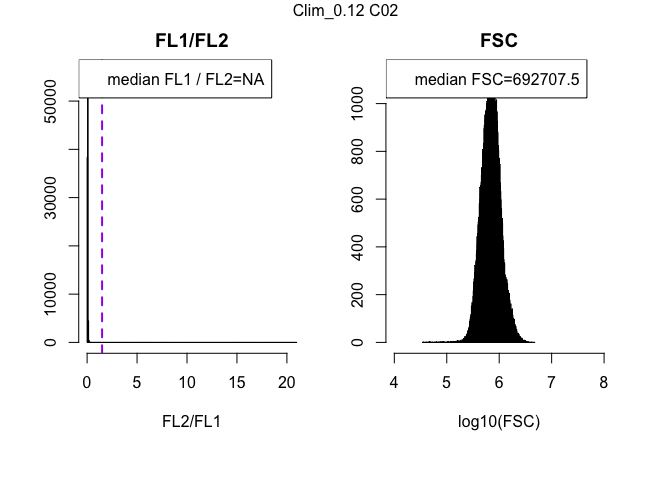 Clim_0.12 C02
FL1/FL2
median FL1 / FL2=NA
0
10000
30000
50000
0
5
10
15
20
FL2/FL1
FSC
median FSC=692707.5
0
200
400
600
800
1000
4
5
6
7
8
log10(FSC)